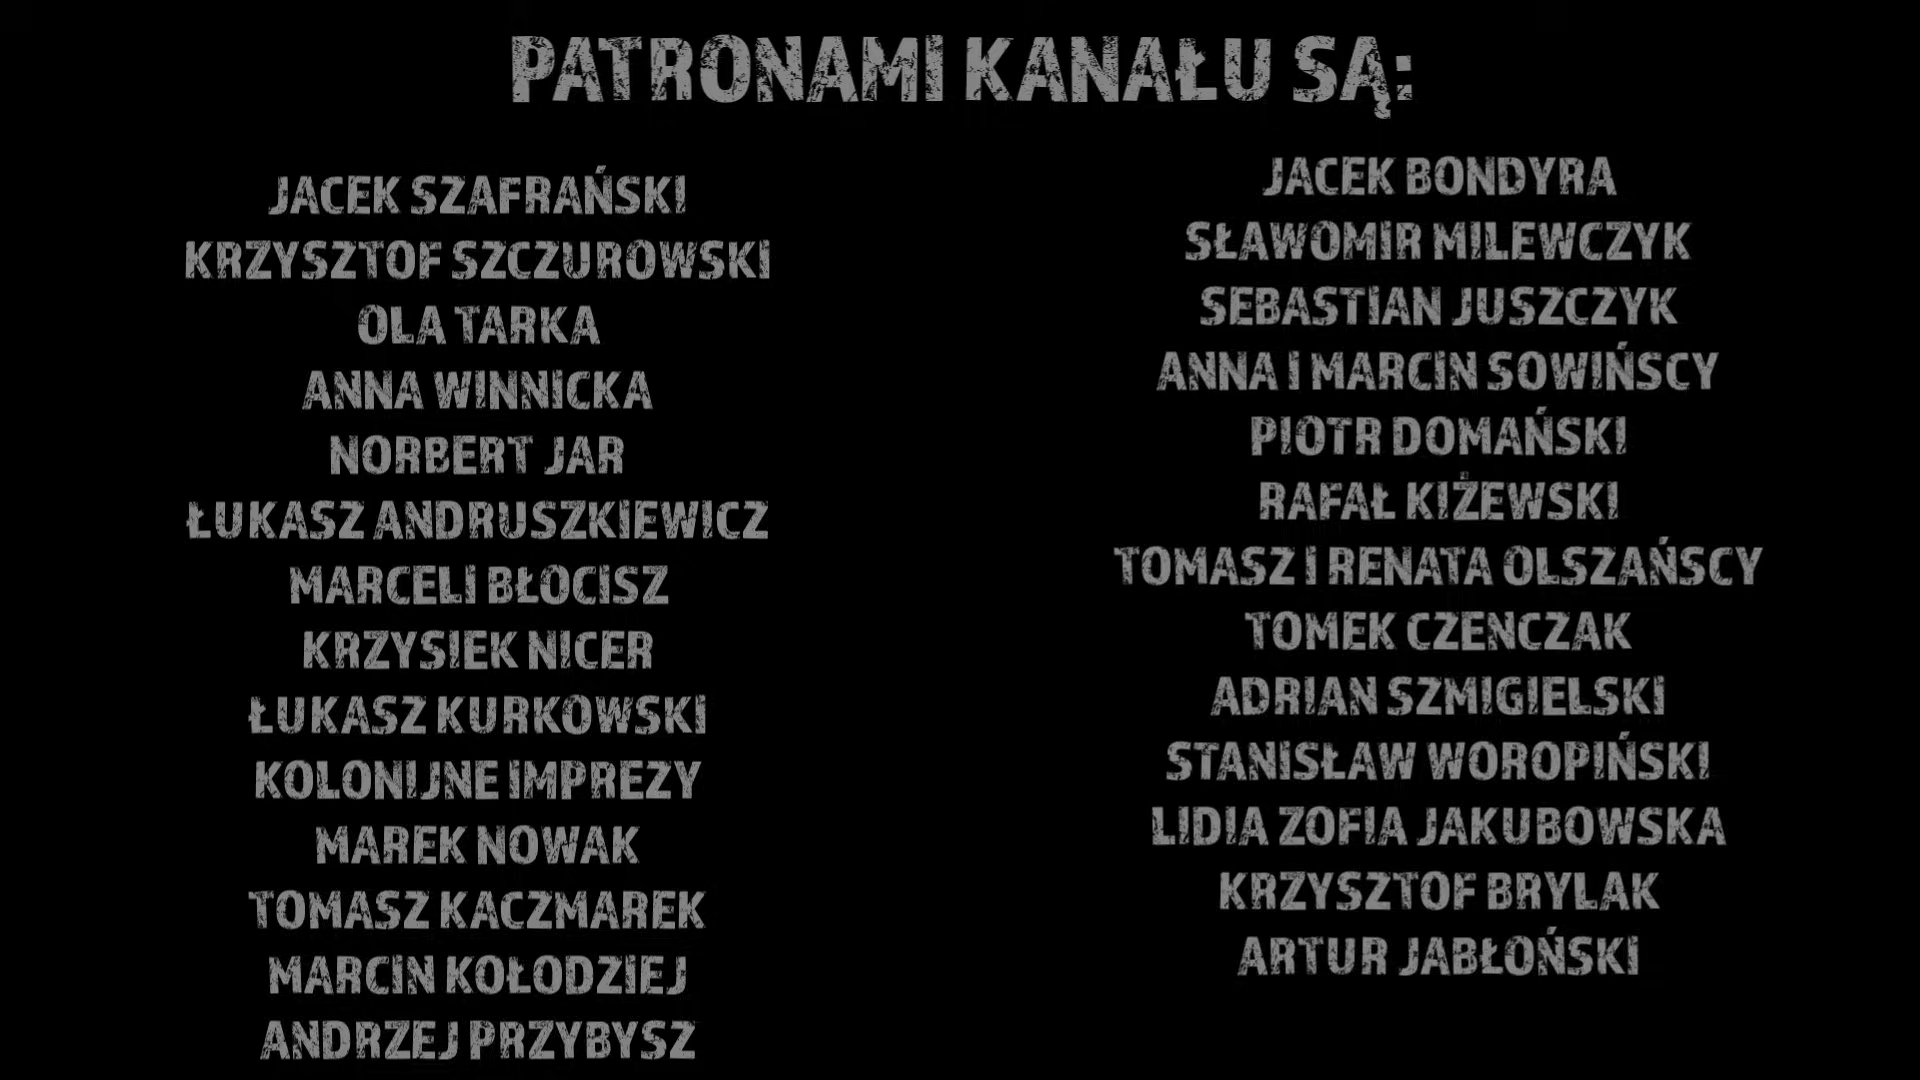 PATRONAMI KANAŁU SĄ:
JACEK SZAFRAŃSKI
KRZYSZTOF SZCZUROWSKI
OLA TARKA
ANNA WINNICKA
NORBERT JAR
ŁUKASZ ANDRUSZKIEWICZ
MARCELI BŁOCISZ
KRZYSIEK NICER
ŁUKASZ KURKOWSKI
KOLONIJNE IMPREZY
MAREK NOWAK
TOMASZ KACZMAREK
MARCIN KOŁODZIEJ
ANDRZEJ PRZYBYSZ
JACEK BONDYRA
SŁAWOMIR MILEWCZYK
SEBASTIAN JUSZCZYK
ANNA I MARCIN SOWIŃSCY
PIOTR DOMAŃSKI
RAFAŁ KIŻEWSKI
TOMASZ I RENATA OLSZAŃSCY
TOMEK CZENCZAK
ADRIAN SZMIGIELSKI
STANISŁAW WOROPIŃSKI
LIDIA ZOFIA JAKUBOWSKA
KRZYSZTOF BRYLAK
ARTUR JABŁOŃSKI